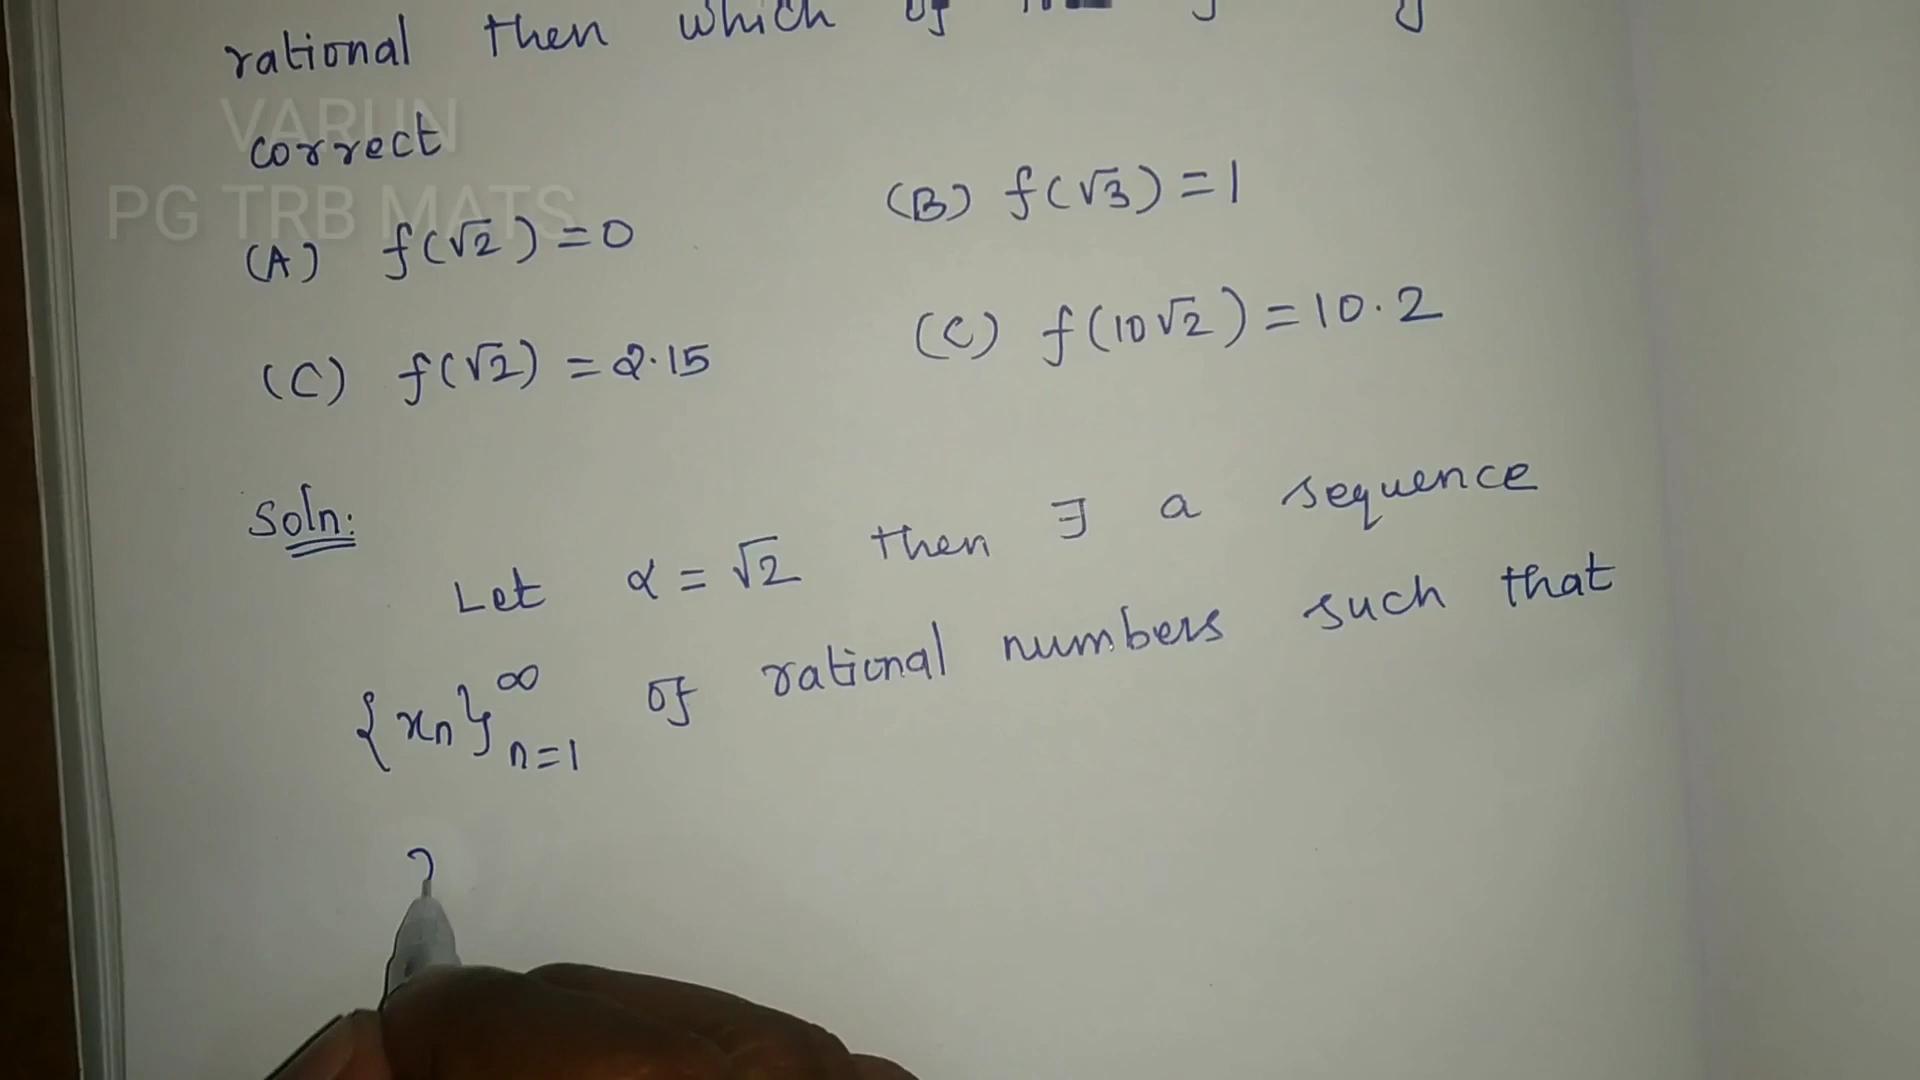 rational then which of
VARUN
correct
PG TRB MATS
(A) f(√2) = 0 (B) f(√3) = 1
(C) f(√2) = 2.15 (C) f(10√2) = 10.2
Soln:
Let α = √2 then ∃ a sequence
{xn}∞n=1 of rational numbers such that